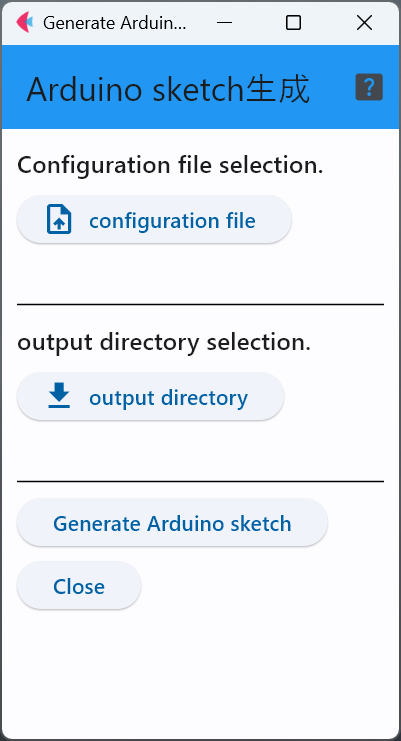 Generate Arduin...
Arduino sketch生成
?
Configuration file selection.
configuration file
output directory selection.
output directory
Generate Arduino sketch
Close